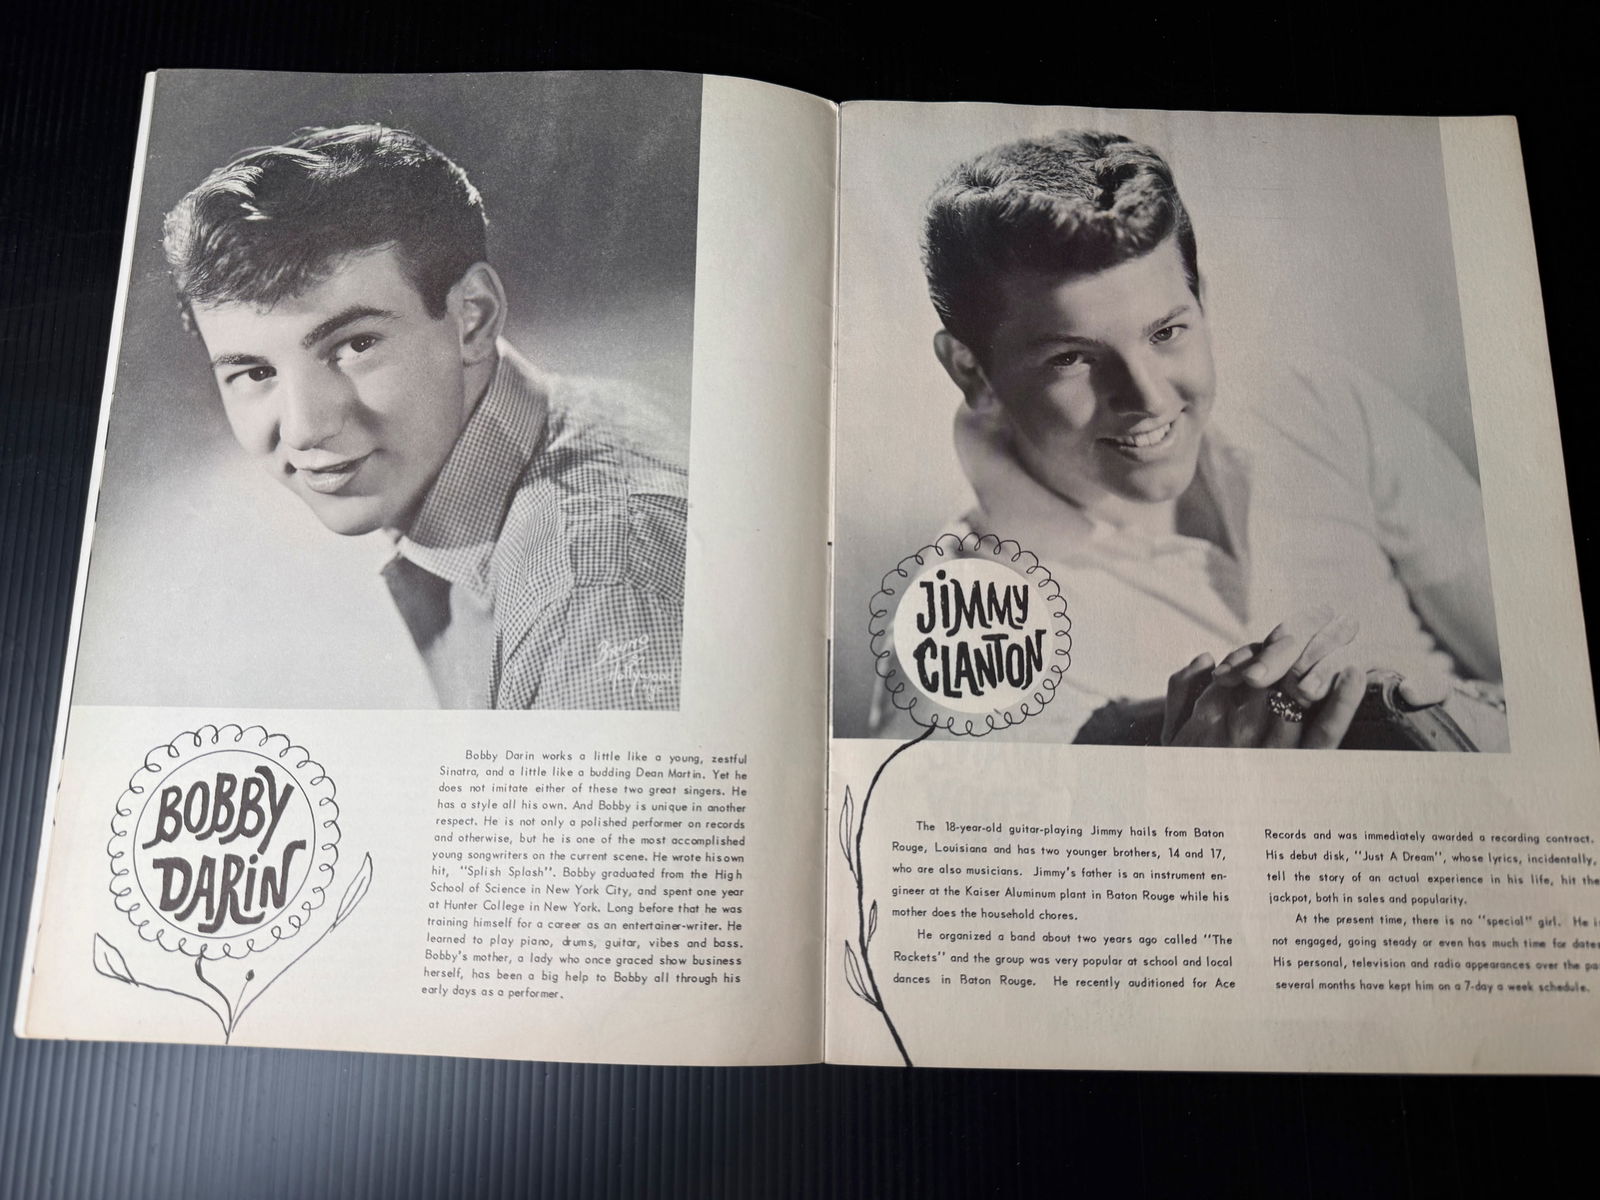 Bruno
of
Hollywood
BOBBY
DARIN
Bobby Darin works a little like a young, zestful
Sinatra, and a little like a budding Dean Martin. Yet he
does not imitate either of these two great singers. He
has a style all his own. And Bobby is unique in another
respect. He is not only a polished performer on records
and otherwise, but he is one of the most accomplished
young songwriters on the current scene. He wrote his own
hit, "Splish Splash". Bobby graduated from the High
School of Science in New York City, and spent one year
at Hunter College in New York. Long before that he was
training himself for a career as an entertainer-writer. He
learned to play piano, drums, guitar, vibes and bass.
Bobby's mother, a lady who once graced show business
herself, has been a big help to Bobby all through his
early days as a performer.
JIMMY
CLANTON
The 18-year-old guitar-playing Jimmy hails from Baton
Rouge, Louisiana and has two younger brothers, 14 and 17,
who are also musicians. Jimmy's father is an instrument en-
gineer at the Kaiser Aluminum plant in Baton Rouge while his
mother does the household chores.
He organized a band about two years ago called "The
Rockets" and the group was very popular at school and local
dances in Baton Rouge. He recently auditioned for Ace
Records and was immediately awarded a recording contract.
His debut disk, "Just A Dream", whose lyrics, incidentally,
tell the story of an actual experience in his life, hit the
jackpot, both in sales and popularity.
At the present time, there is no "special" girl. He
not engaged, going steady or even has much time for dates
His personal, television and radio appearances over the
several months have kept him on a 7-day a week schedule.